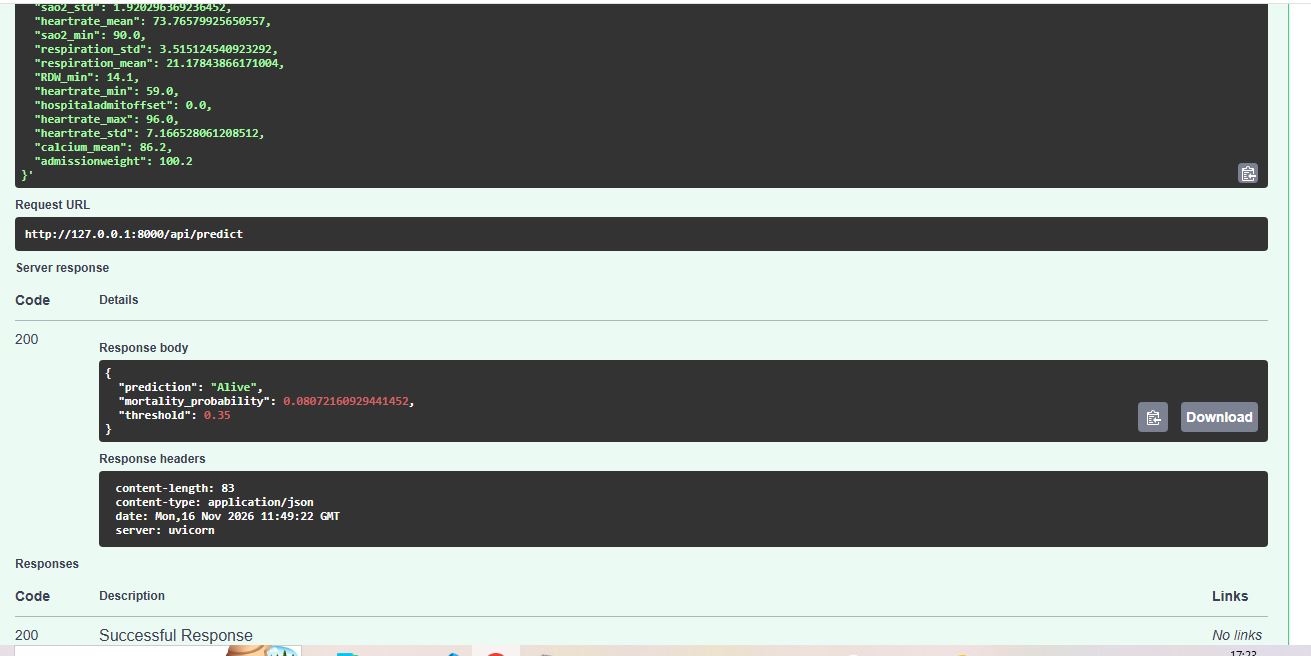 "sao2_std": 1.920296369236452,
"heartrate_mean": 73.76579925650557,
"sao2_min": 90.0,
"respiration_std": 3.515124540923292,
"respiration_mean": 21.17843866171004,
"RDW_min": 14.1,
"heartrate_min": 59.0,
"hospitaladmitoffset": 0.0,
"heartrate_max": 96.0,
"heartrate_std": 7.166528061208512,
"calcium_mean": 86.2,
"admissionweight": 100.2
}'
Request URL
http://127.0.0.1:8000/api/predict
Server response
Code Details
200
Response body
{
"prediction": "Alive",
"mortality_probability": 0.08072160929441452,
"threshold": 0.35
}
Download
Response headers
content-length: 83
content-type: application/json
date: Mon,16 Nov 2026 11:49:22 GMT
server: uvicorn
Responses
Code Description Links
200 Successful Response No links